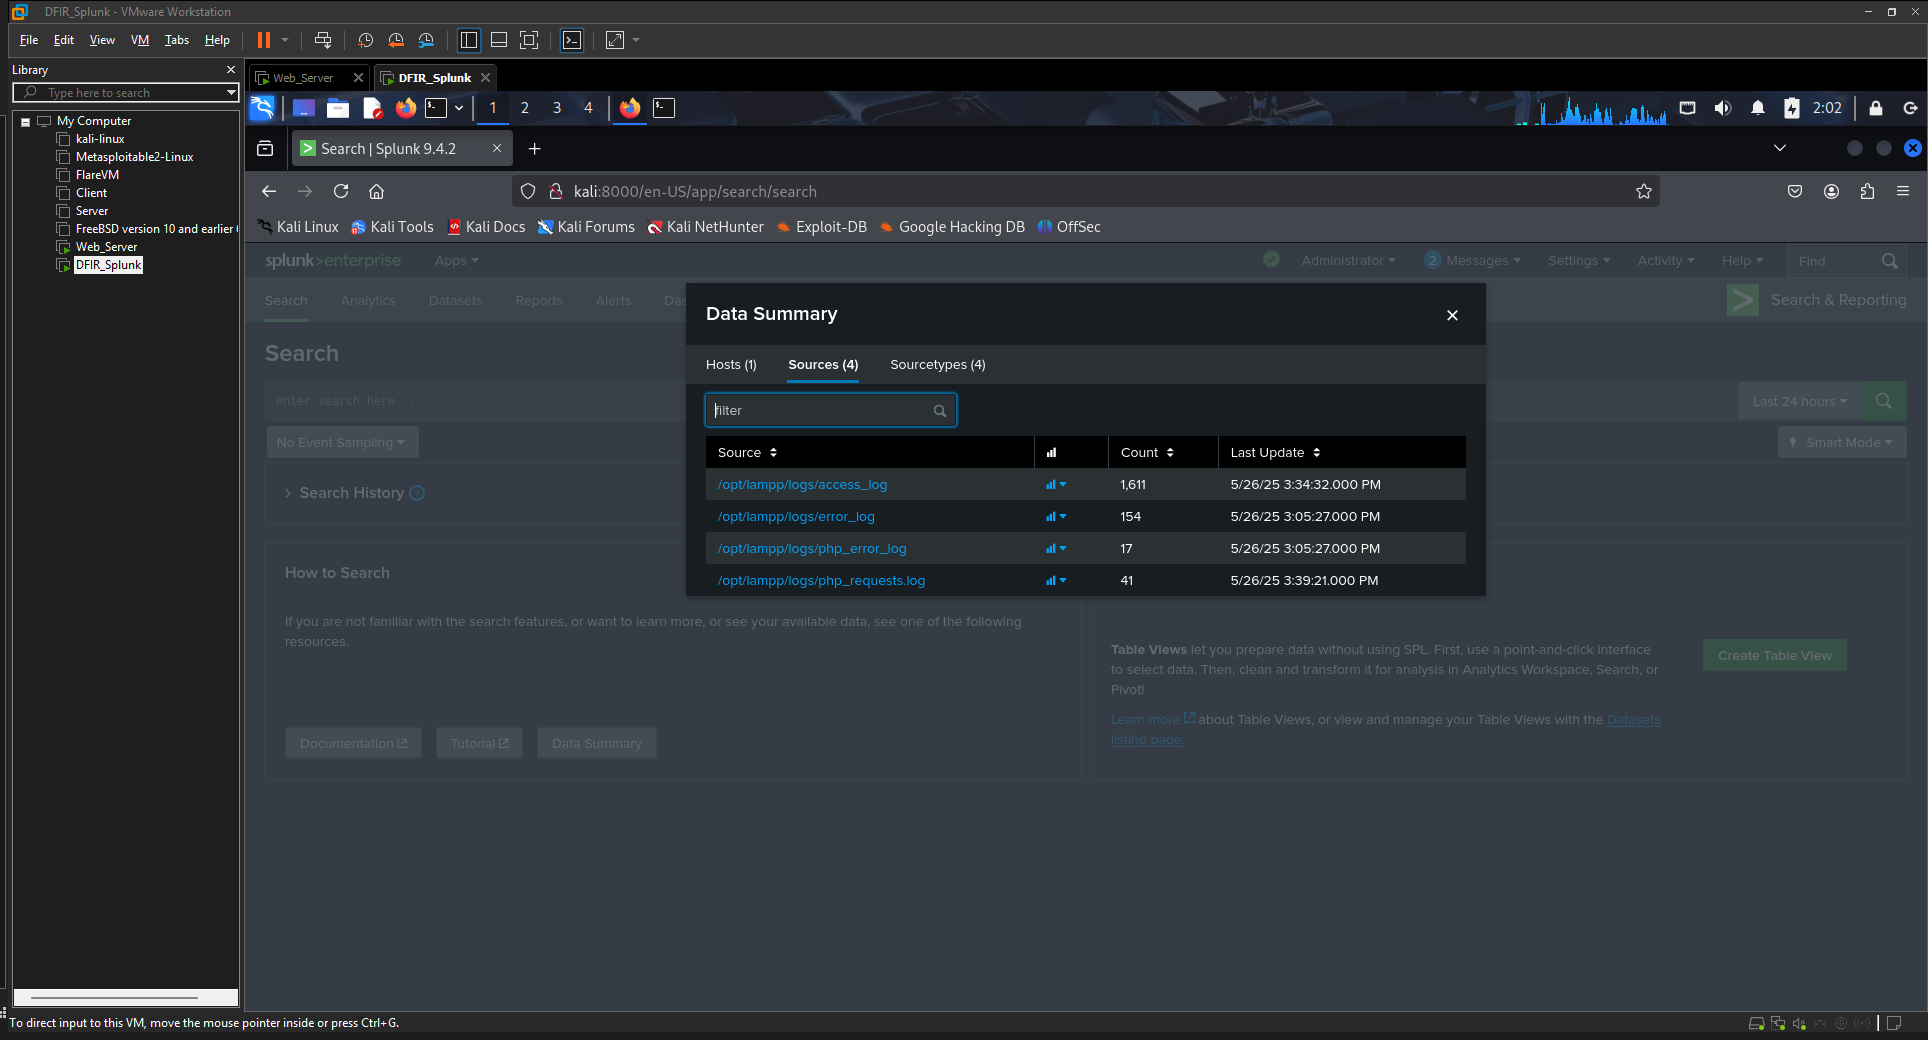 DFIR_Splunk - VMware Workstation
File Edit View VM Tabs Help
Library
Type here to search
My Computer
kali-linux
Metasploitable2-Linux
FlareVM
Client
Server
FreeBSD version 10 and earlier
Web_Server
DFIR_Splunk
Web_Server DFIR_Splunk
1 2 3 4 2:02
Search | Splunk 9.4.2
kali:8000/en-US/app/search/search
Kali Linux Kali Tools Kali Docs Kali Forums Kali NetHunter Exploit-DB Google Hacking DB OffSec
splunk>enterprise Apps Administrator 2 Messages Settings Activity Help Find
Search Analytics Datasets Reports Alerts Das Search & Reporting
Search
enter search here... Last 24 hours
No Event Sampling Smart Mode
Search History ?
How to Search
If you are not familiar with the search features, or want to learn more, or see your available data, see one of the following
resources.
Documentation Tutorial Data Summary
Data Summary
Hosts (1) Sources (4) Sourcetypes (4)
filter
Source Count Last Update
/opt/lampp/logs/access_log 1,611 5/26/25 3:34:32.000 PM
/opt/lampp/logs/error_log 154 5/26/25 3:05:27.000 PM
/opt/lampp/logs/php_error_log 17 5/26/25 3:05:27.000 PM
/opt/lampp/logs/php_requests.log 41 5/26/25 3:39:21.000 PM
Table Views let you prepare data without using SPL. First, use a point-and-click interface
to select data. Then, clean and transform it for analysis in Analytics Workspace, Search, or
Pivot!
Create Table View
Learn more about Table Views, or view and manage your Table Views with the Datasets
listing page.
To direct input to this VM, move the mouse pointer inside or press Ctrl+G.